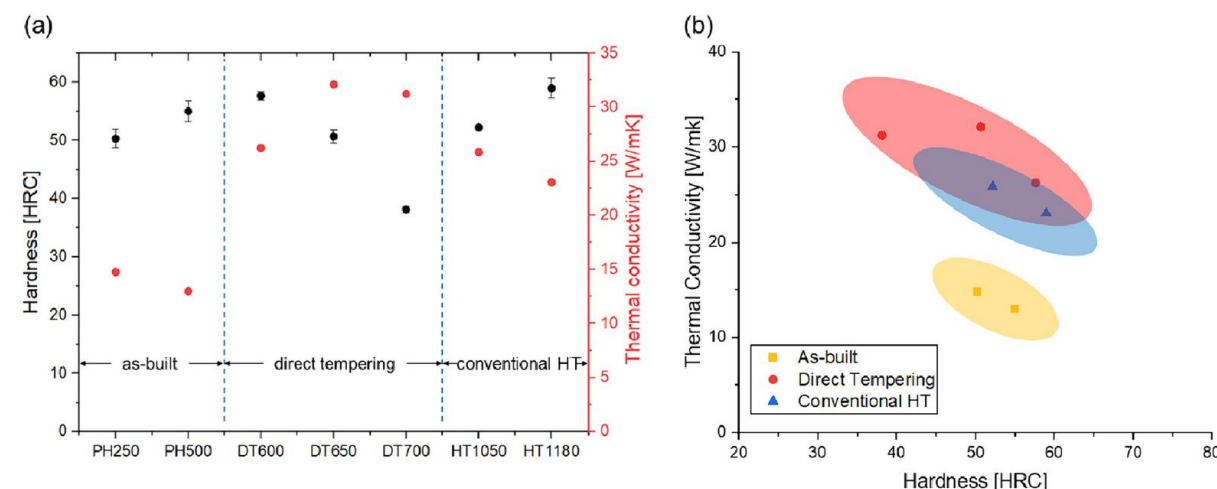 (a)
60
50
40
30
20
10
0
Hardness [HRC]
35
30
25
20
15
10
5
0
Thermal conductivity [W/mK]
as-built
direct tempering
conventional HT
PH250
PH500
DT600
DT650
DT700
HT1050
HT1180
(b)
40
30
20
10
0
Thermal Conductivity [W/mk]
As-built
Direct Tempering
Conventional HT
20
30
40
50
60
70
80
Hardness [HRC]